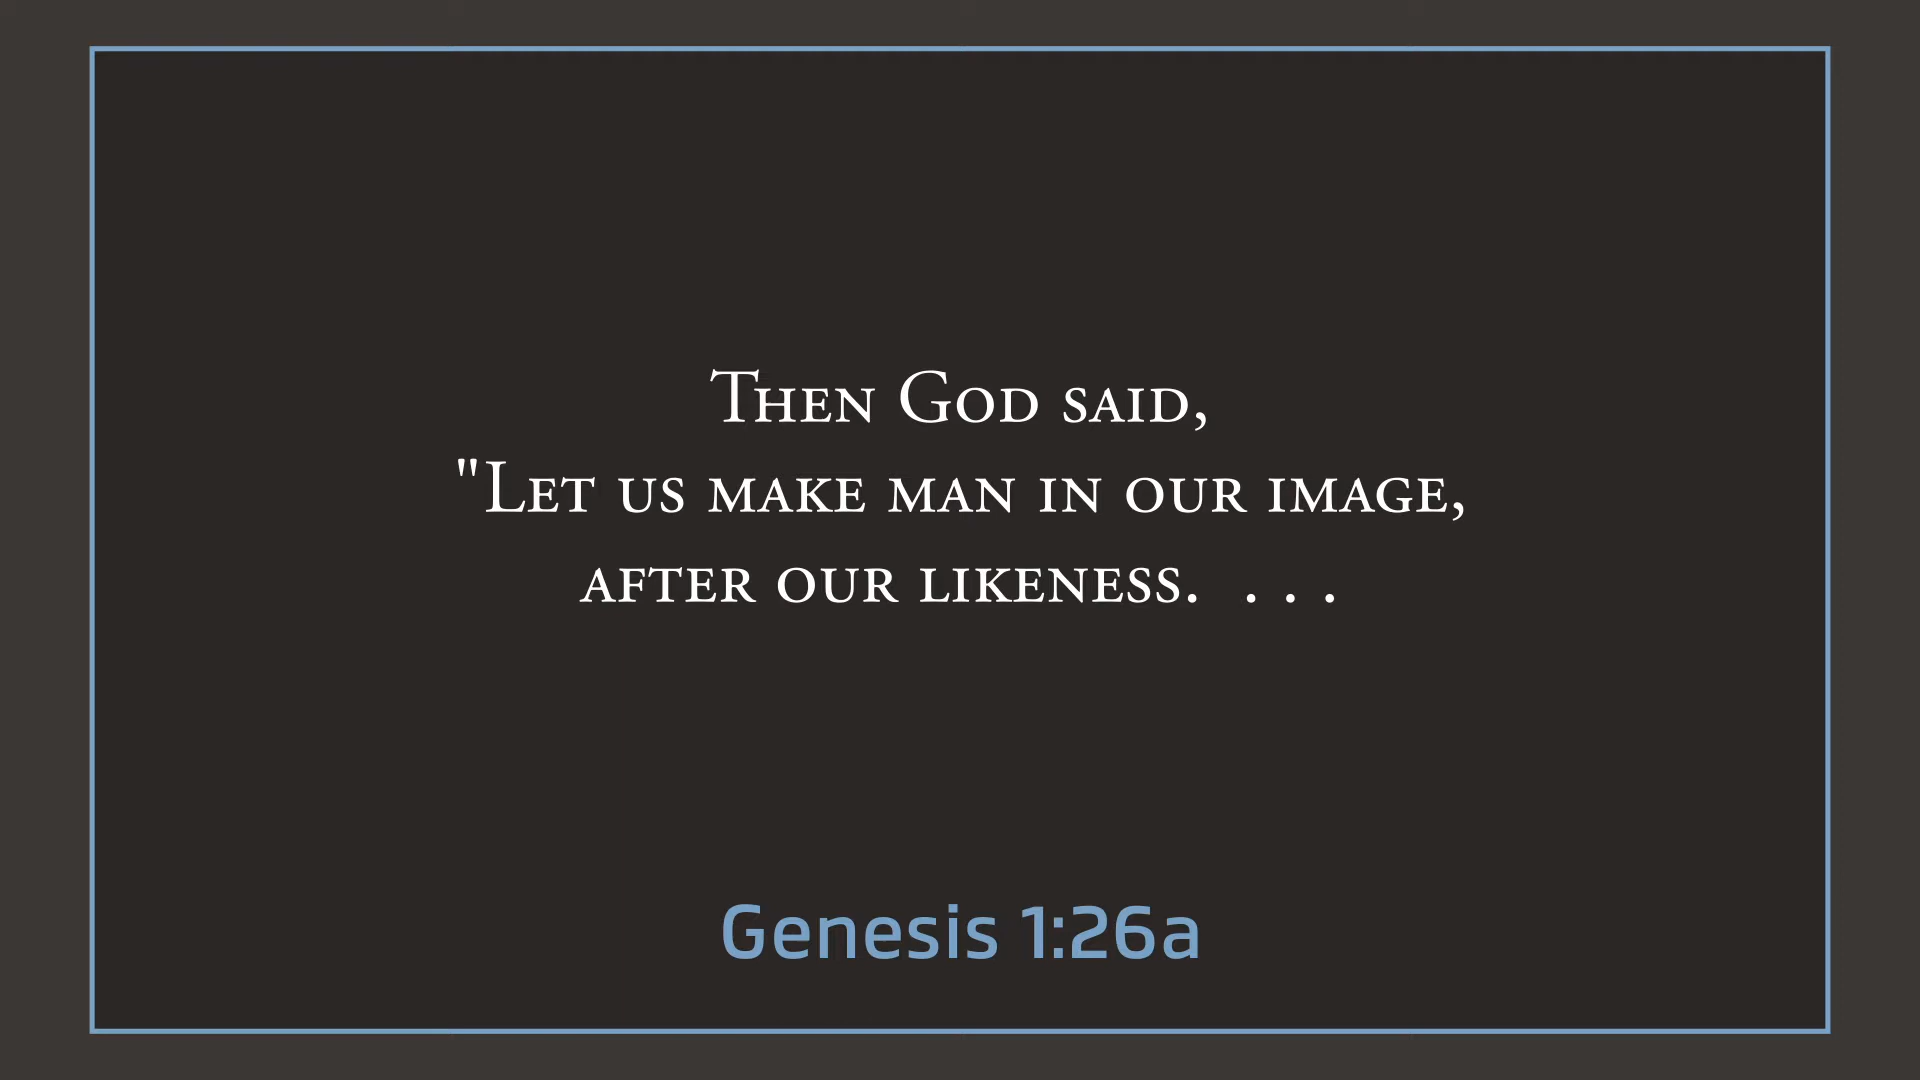 Then God said,
"Let us make man in our image,
after our likeness. . . .
Genesis 1:26a